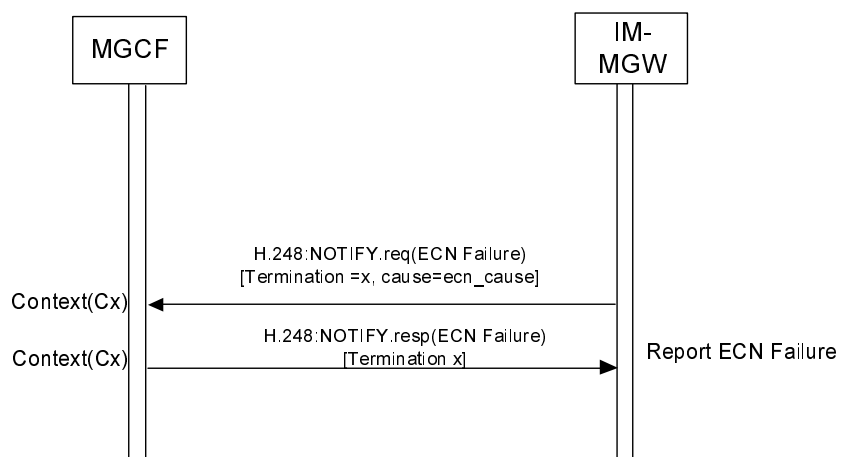 MGCF
IM-
MGW
H.248:NOTIFY.req(ECN Failure)
[Termination =x, cause=ecn_cause]
Context(Cx)
H.248:NOTIFY.resp(ECN Failure)
[Termination x]
Context(Cx)
Report ECN Failure